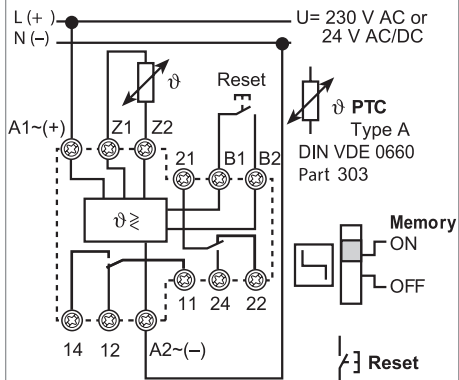 L (+)
U= 230 V AC or
N (–)
24 V AC/DC
ϑ
Reset
ϑ PTC
Type A
DIN VDE 0660
Part 303
A1~(+)
Z1
Z2
21
B1
B2
ϑ≷
Memory
ON
OFF
11
24
22
14
12
A2~(–)
Reset